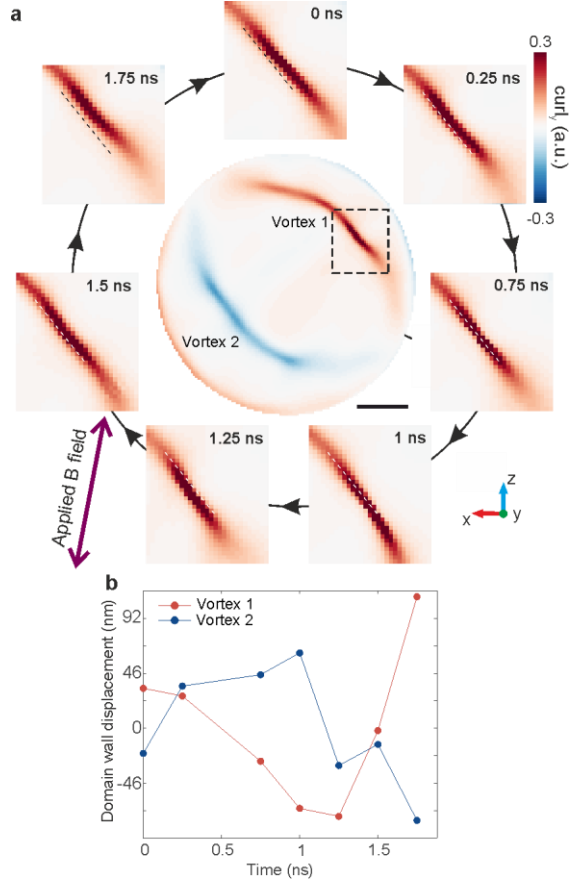 a
0 ns
0.25 ns
0.75 ns
1 ns
1.25 ns
1.5 ns
1.75 ns
Vortex 1
Vortex 2
0.3
curly (a.u.)
-0.3
Applied B field
z
x
y
b
Vortex 1
Vortex 2
Domain wall displacement (nm)
92
46
0
-46
0
0.5
1
1.5
Time (ns)